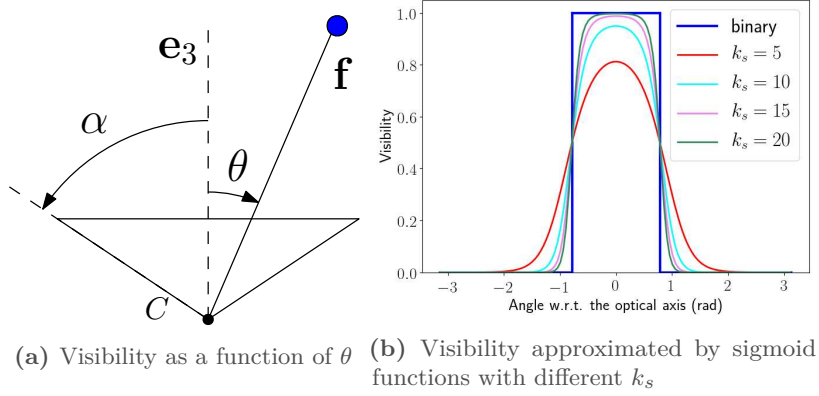 e₃
f
α
θ
C
(a) Visibility as a function of θ
1.0
0.8
0.6
0.4
0.2
0.0
Visibility
−3
−2
−1
0
1
2
3
Angle w.r.t. the optical axis (rad)
binary
kₛ = 5
kₛ = 10
kₛ = 15
kₛ = 20
(b) Visibility approximated by sigmoid
functions with different kₛ